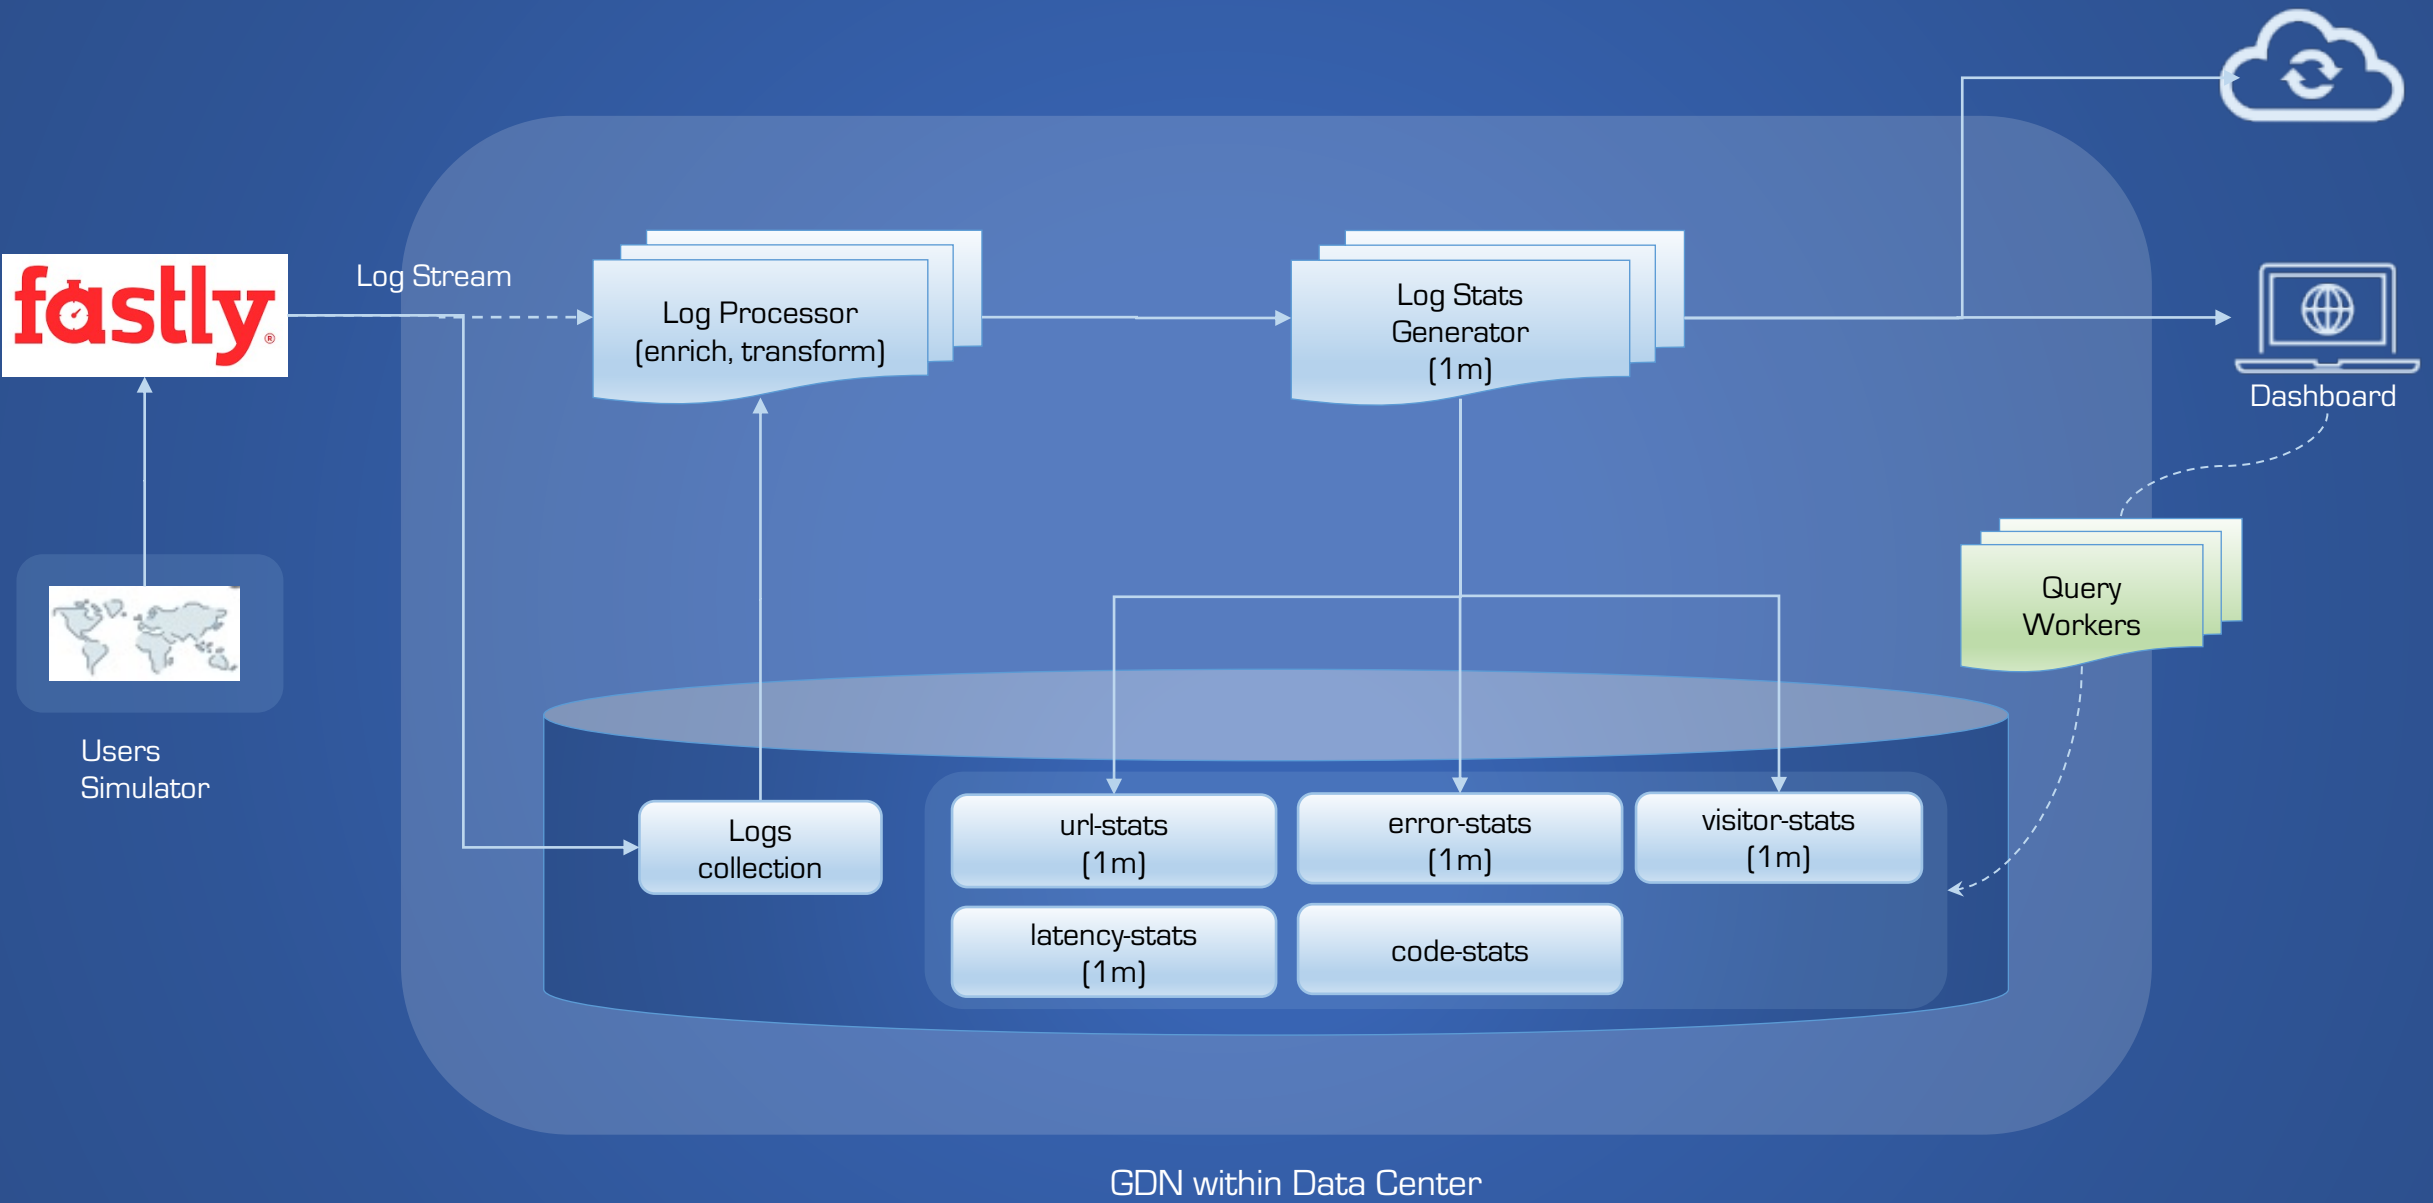 fastly®
Log Stream
Log Processor
(enrich, transform)
Log Stats
Generator
(1m)
Dashboard
Query
Workers
Users
Simulator
Logs
collection
url-stats
(1m)
error-stats
(1m)
visitor-stats
(1m)
latency-stats
(1m)
code-stats
GDN within Data Center